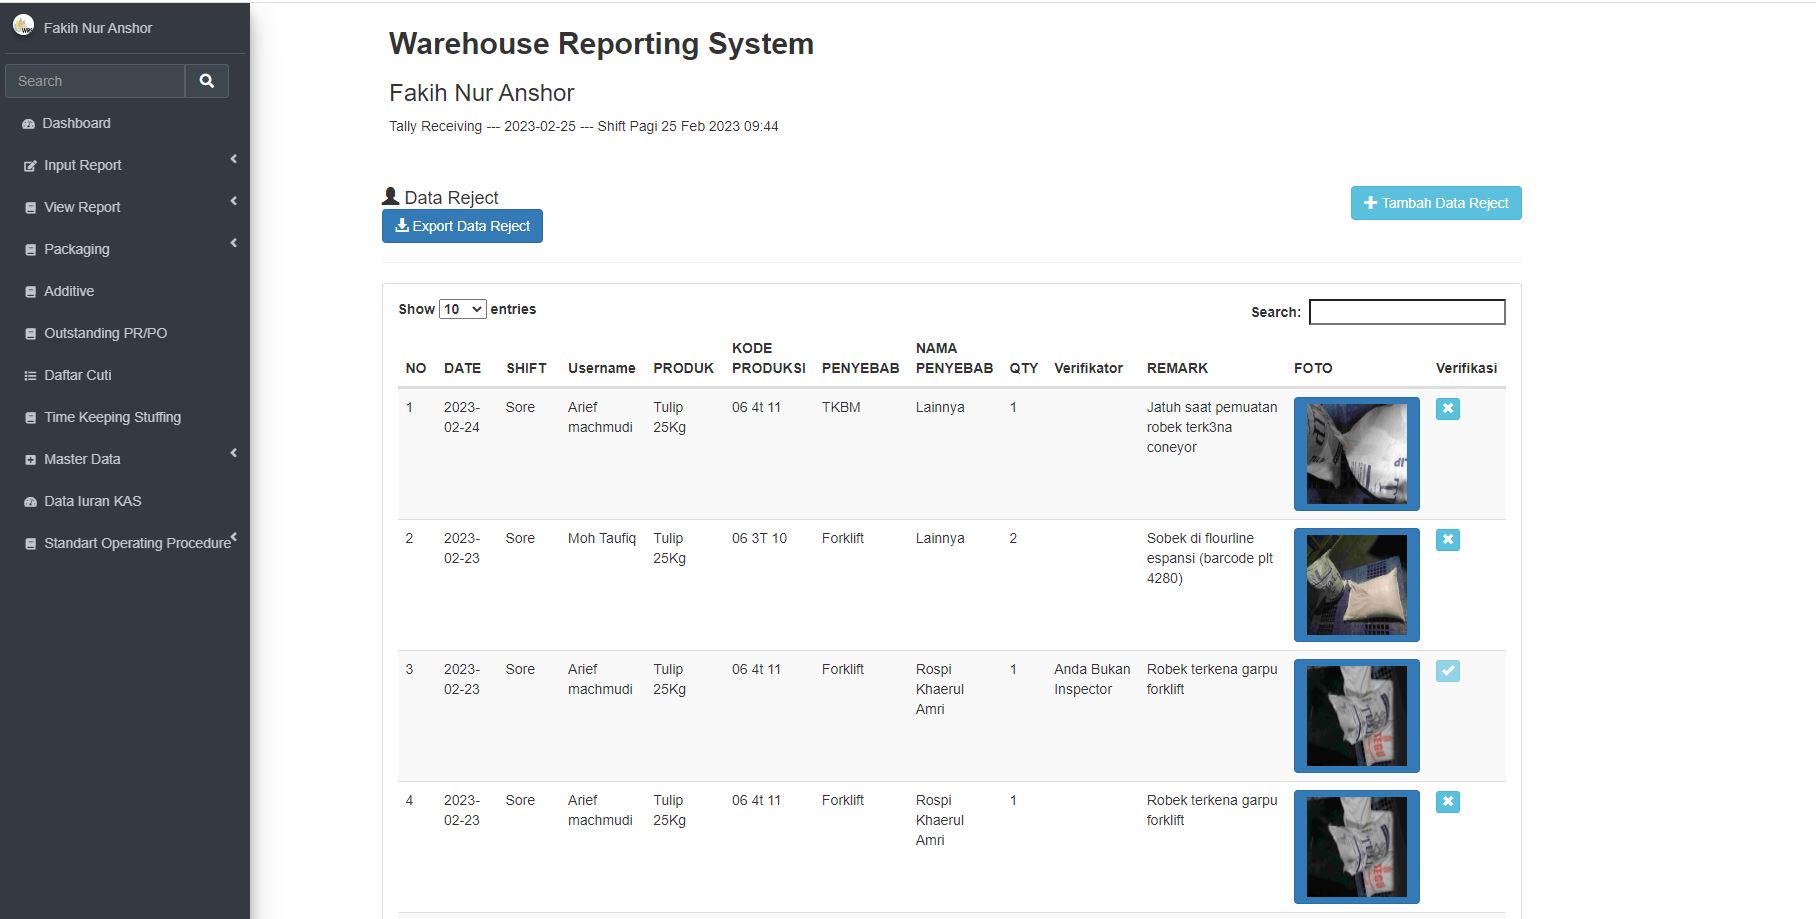 Fakih Nur Anshor
Search
Dashboard
Input Report
View Report
Packaging
Additive
Outstanding PR/PO
Daftar Cuti
Time Keeping Stuffing
Master Data
Data Iuran KAS
Standart Operating Procedure
Warehouse Reporting System
Fakih Nur Anshor
Tally Receiving --- 2023-02-25 --- Shift Pagi 25 Feb 2023 09:44
Data Reject
Export Data Reject
Tambah Data Reject
Show 10 entries
Search:
KODE NAMA
NO DATE SHIFT Username PRODUK PRODUKSI PENYEBAB PENYEBAB QTY Verifikator REMARK FOTO Verifikasi
1 2023- Sore Arief Tulip 06 4t 11 TKBM Lainnya 1 Jatuh saat pemuatan
02-24 machmudi 25Kg robek terk3na
coneyor
2 2023- Sore Moh Taufiq Tulip 06 3T 10 Forklift Lainnya 2 Sobek di flourline
02-23 25Kg espansi (barcode plt
4280)
3 2023- Sore Arief Tulip 06 4t 11 Forklift Rospi 1 Anda Bukan Robek terkena garpu
02-23 machmudi 25Kg Khaerul Inspector forklift
Amri
4 2023- Sore Arief Tulip 06 4t 11 Forklift Rospi 1 Robek terkena garpu
02-23 machmudi 25Kg Khaerul forklift
Amri